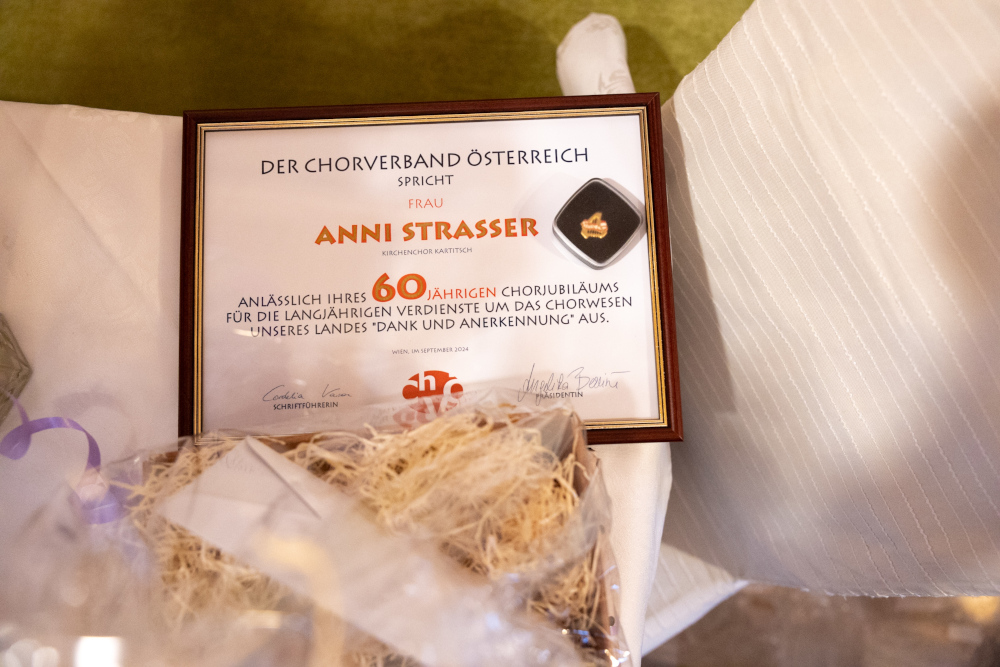 DER CHORVERBAND ÖSTERREICH
SPRICHT
FRAU
ANNI STRASSER
KIRCHENCHOR KARTITSCH
ANLÄSSLICH IHRES 60JÄHRIGEN CHORJUBILÄUMS
FÜR DIE LANGJÄHRIGEN VERDIENSTE UM DAS CHORWESEN
UNSERES LANDES "DANK UND ANERKENNUNG" AUS.
WIEN, IM SEPTEMBER 2024
SCHRIFTFÜHRERIN
PRÄSIDENTIN